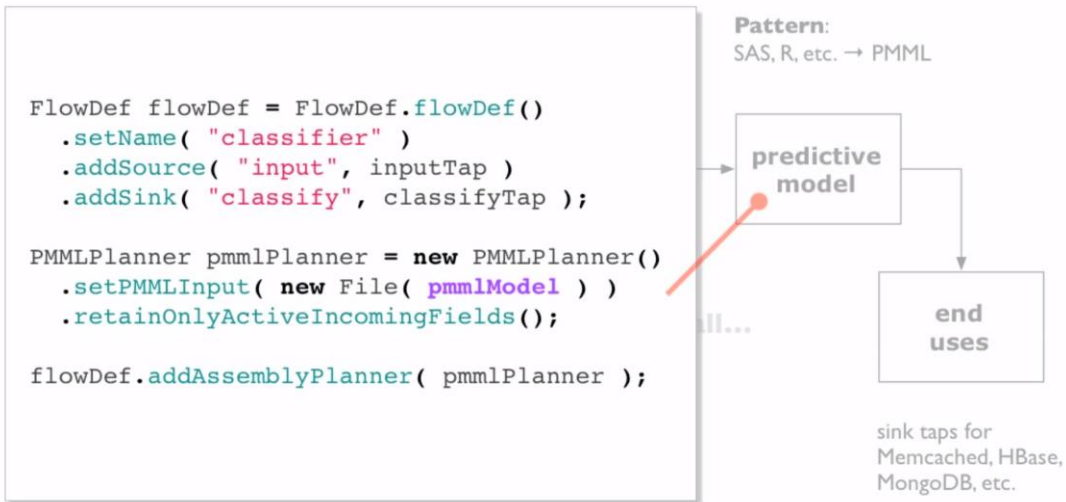 FlowDef flowDef = FlowDef.flowDef()
.setName( "classifier" )
.addSource( "input", inputTap )
.addSink( "classify", classifyTap );
PMMLPlanner pmmlPlanner = new PMMLPlanner()
.setPMMLInput( new File( pmmlModel ) )
.retainOnlyActiveIncomingFields();
flowDef.addAssemblyPlanner( pmmlPlanner );
Pattern:
SAS, R, etc. → PMML
predictive
model
end
uses
sink taps for
Memcached, HBase,
MongoDB, etc.